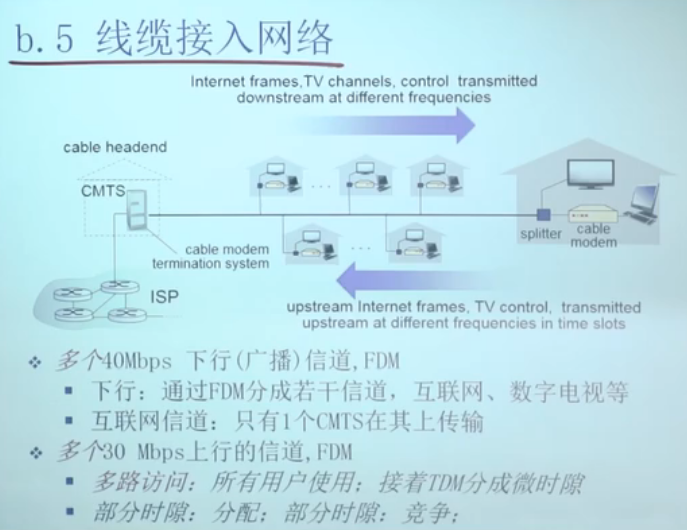 b.5 线缆接入网络
Internet frames,TV channels, control transmitted
downstream at different frequencies
cable headend
CMTS
cable modem
termination system
splitter
cable
modem
ISP
upstream Internet frames, TV control, transmitted
upstream at different frequencies in time slots
❖ 多个40Mbps 下行(广播)信道,FDM
▪ 下行: 通过FDM分成若干信道, 互联网、数字电视等
▪ 互联网信道: 只有1个CMTS在其上传输
❖ 多个30 Mbps上行的信道,FDM
▪ 多路访问: 所有用户使用; 接着TDM分成微时隙
▪ 部分时隙: 分配; 部分时隙: 竞争;